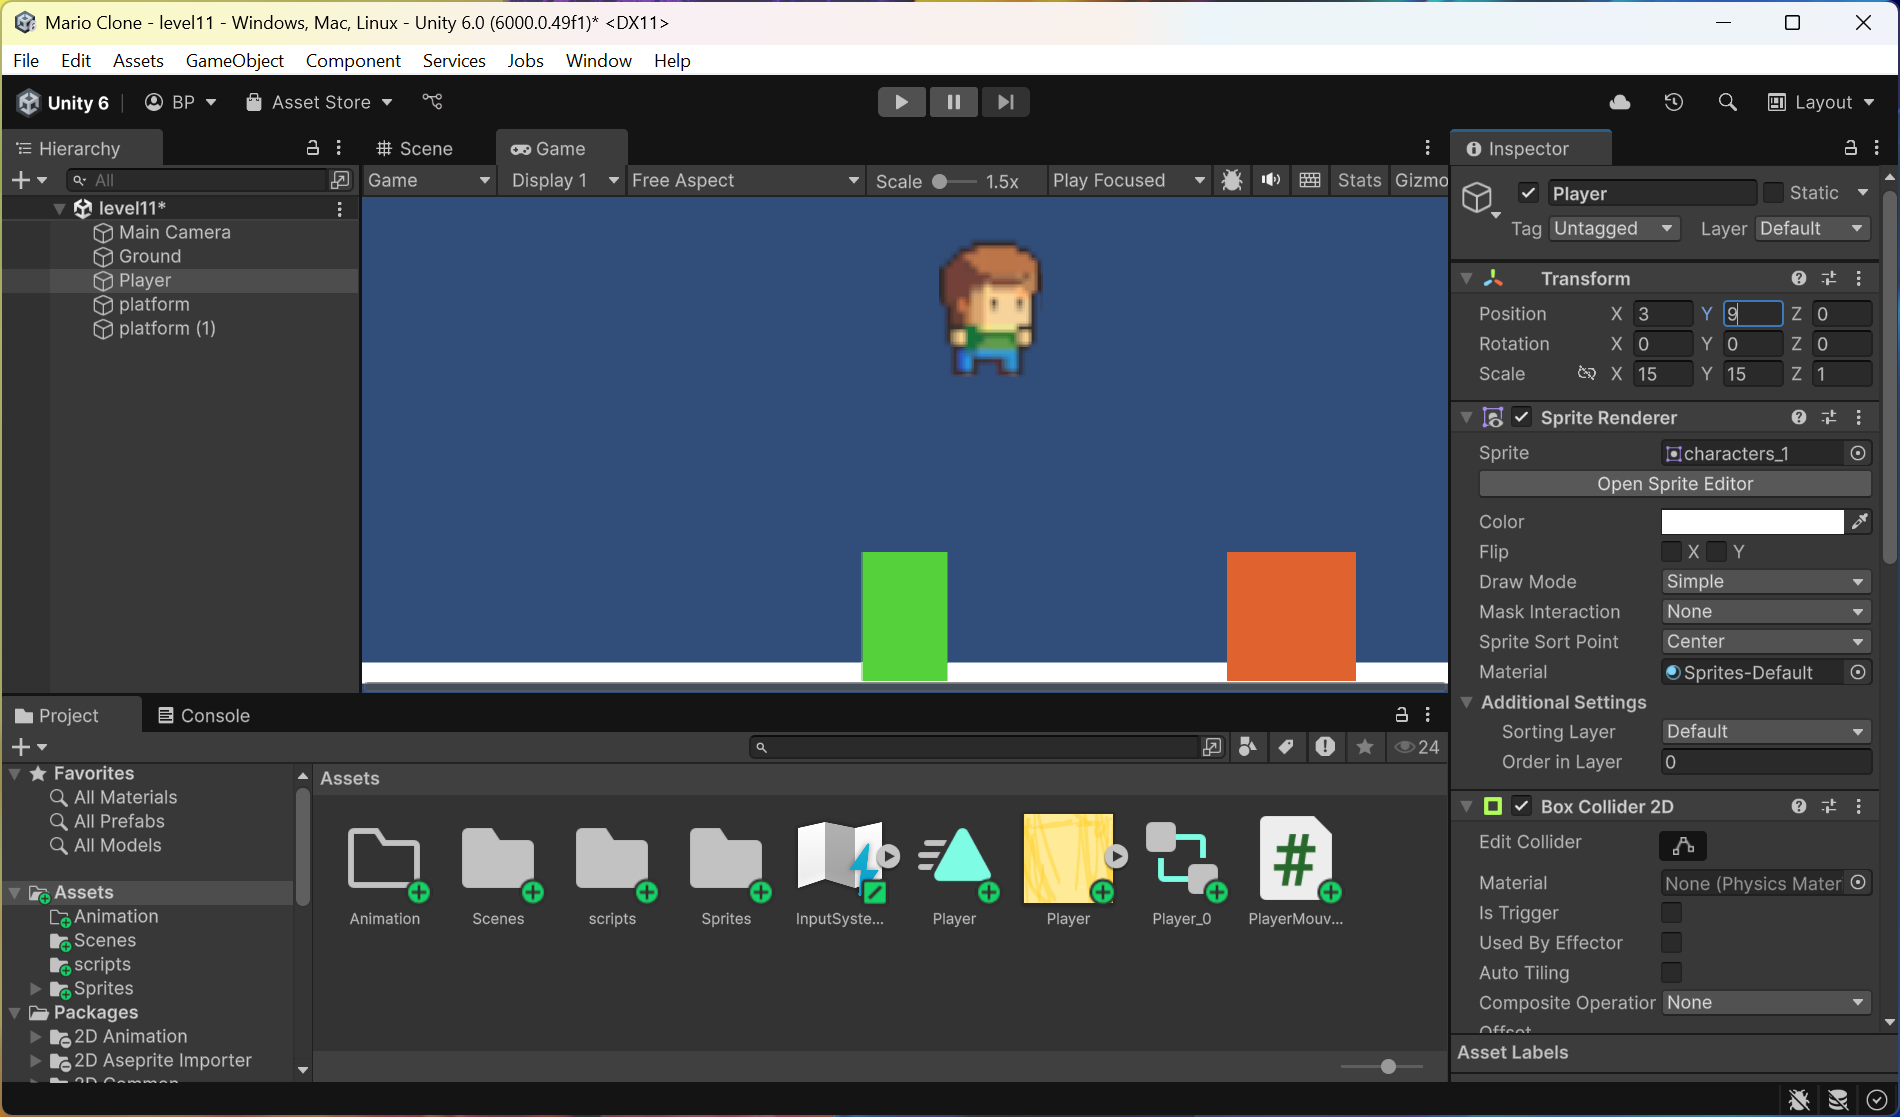 Mario Clone - level11 - Windows, Mac, Linux - Unity 6.0 (6000.0.49f1)* <DX11>
File Edit Assets GameObject Component Services Jobs Window Help
Unity 6 BP Asset Store Layout
Hierarchy
Scene Game
Inspector
All
Game Display 1 Free Aspect Scale 1.5x Play Focused Stats Gizmo
level11*
Main Camera
Ground
Player
platform
platform (1)
Player Static
Tag Untagged Layer Default
Transform
Position X 3 Y 9 Z 0
Rotation X 0 Y 0 Z 0
Scale X 15 Y 15 Z 1
Sprite Renderer
Sprite characters_1
Open Sprite Editor
Color
Flip X Y
Draw Mode Simple
Mask Interaction None
Sprite Sort Point Center
Material Sprites-Default
Additional Settings
Sorting Layer Default
Order in Layer 0
Box Collider 2D
Edit Collider
Material None (Physics Mater
Is Trigger
Used By Effector
Auto Tiling
Composite Operation None
Offset
Asset Labels
Project Console
24
Favorites
All Materials
All Prefabs
All Models
Assets
Animation
Scenes
scripts
Sprites
Packages
2D Animation
2D Aseprite Importer
2D Common
Assets
Animation Scenes scripts Sprites InputSyste... Player Player Player_0 PlayerMouv...